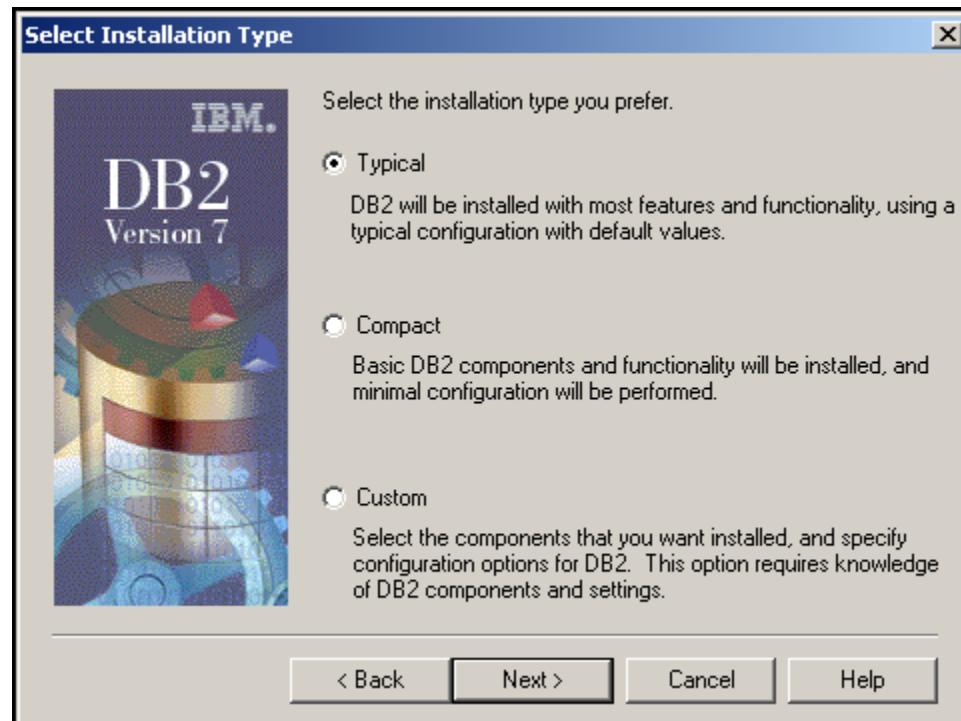 Select Installation Type
IBM.
DB2
Version 7
Select the installation type you prefer.
Typical
DB2 will be installed with most features and functionality, using a
typical configuration with default values.
Compact
Basic DB2 components and functionality will be installed, and
minimal configuration will be performed.
Custom
Select the components that you want installed, and specify
configuration options for DB2.  This option requires knowledge
of DB2 components and settings.
< Back
Next >
Cancel
Help